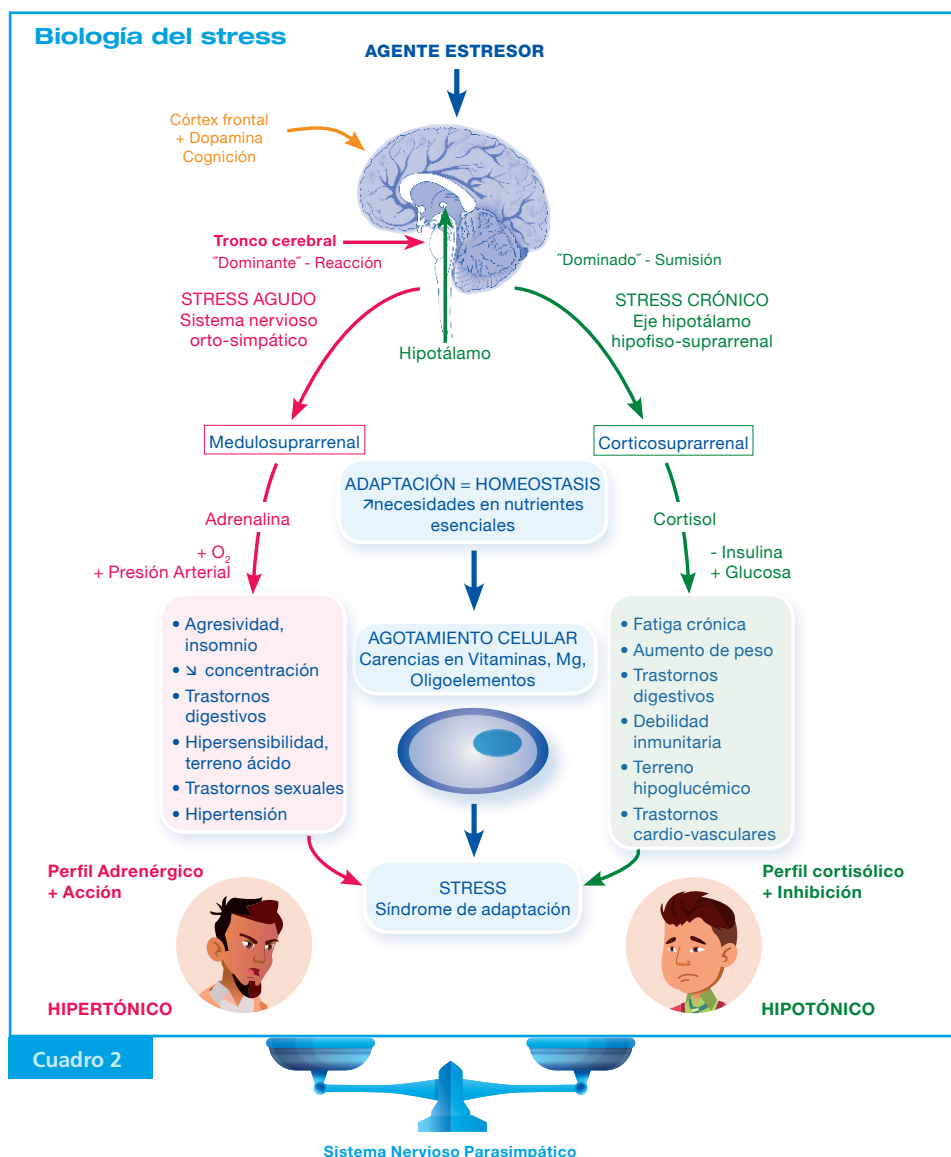 Biología del stress
AGENTE ESTRESOR
Córtex frontal
+ Dopamina
Cognición
Tronco cerebral
˝Dominante˝ - Reacción
STRESS AGUDO
Sistema nervioso
orto-simpático
Hipotálamo
˝Dominado˝ - Sumisión
STRESS CRÓNICO
Eje hipotálamo
hipofiso-suprarrenal
Medulosuprarrenal
Adrenalina
+ O₂
+ Presión Arterial
• Agresividad,
insomnio
• ↘ concentración
• Trastornos
digestivos
• Hipersensibilidad,
terreno ácido
• Trastornos sexuales
• Hipertensión
ADAPTACIÓN = HOMEOSTASIS
↗necesidades en nutrientes
esenciales
AGOTAMIENTO CELULAR
Carencias en Vitaminas, Mg,
Oligoelementos
STRESS
Síndrome de adaptación
Corticosuprarrenal
Cortisol
- Insulina
+ Glucosa
• Fatiga crónica
• Aumento de peso
• Trastornos
digestivos
• Debilidad
inmunitaria
• Terreno
hipoglucémico
• Trastornos
cardio-vasculares
Perfil Adrenérgico
+ Acción
HIPERTÓNICO
Perfil cortisólico
+ Inhibición
HIPOTÓNICO
Cuadro 2
Sistema Nervioso Parasimpático